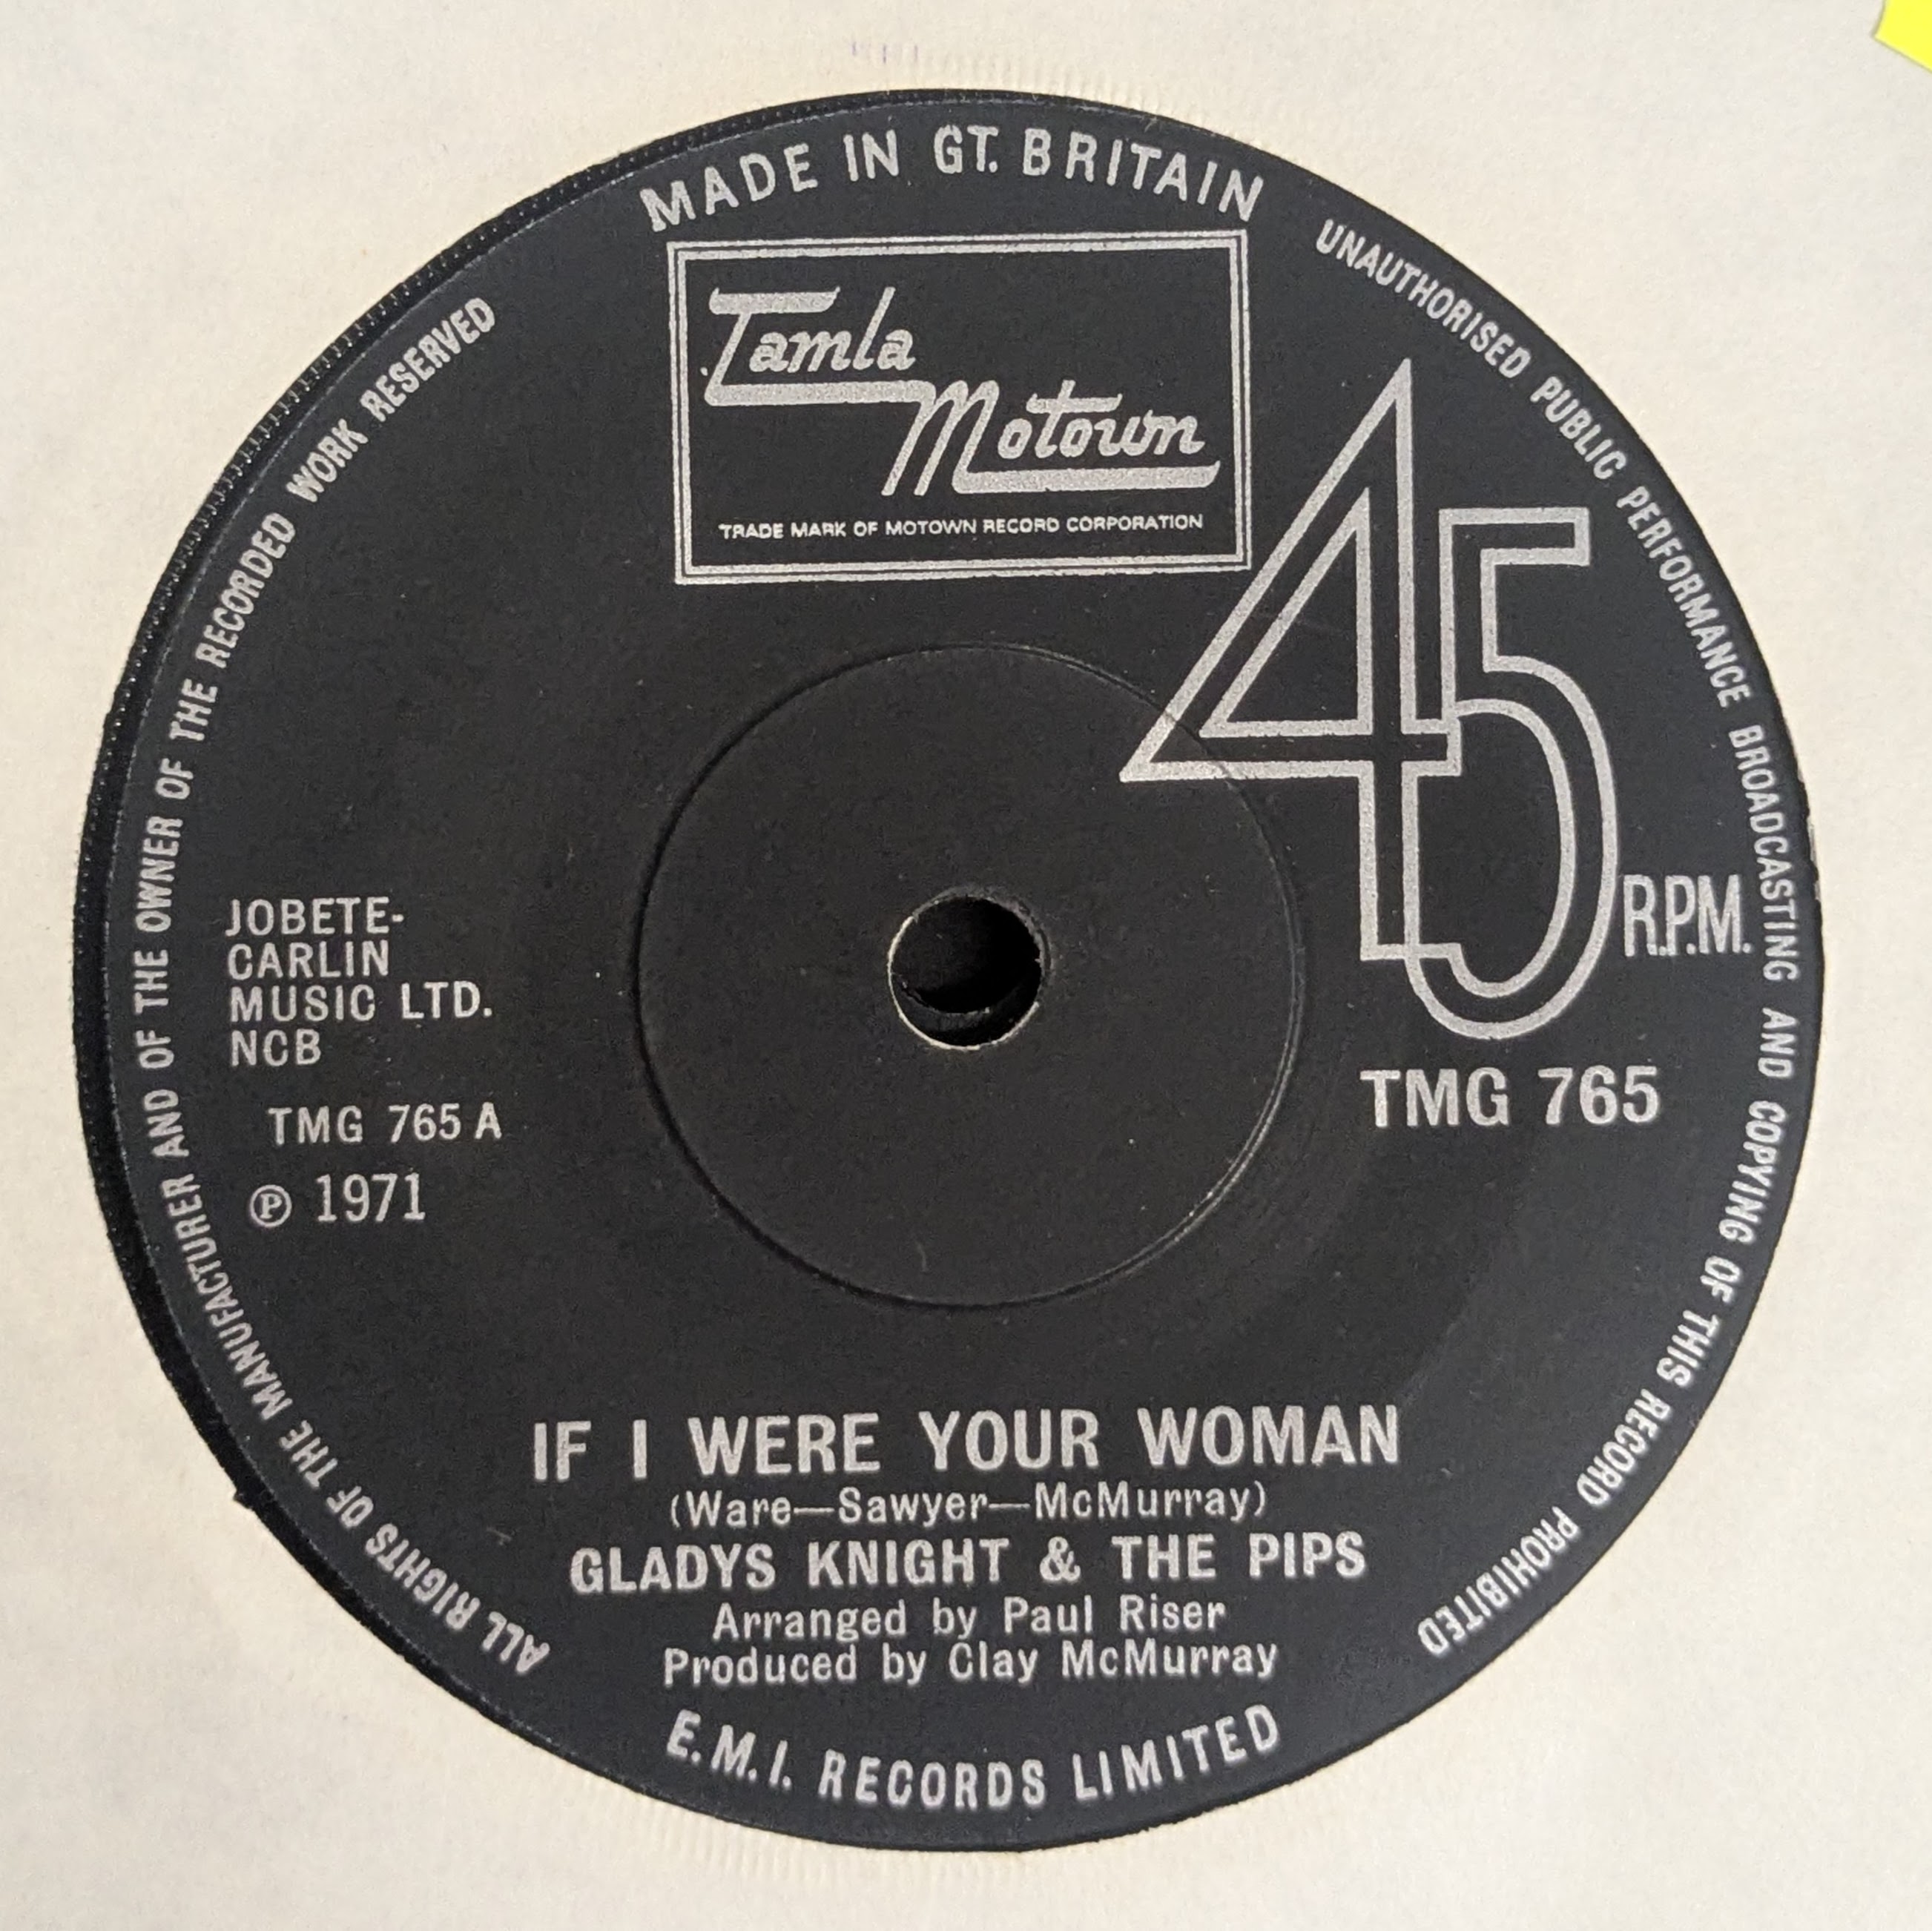 MADE IN GT. BRITAIN
Tamla
Motown
TRADE MARK OF MOTOWN RECORD CORPORATION
45
R.P.M.
TMG 765
JOBETE-
CARLIN
MUSIC LTD.
NCB
TMG 765 A
℗ 1971
IF I WERE YOUR WOMAN
(Ware—Sawyer—McMurray)
GLADYS KNIGHT & THE PIPS
Arranged by Paul Riser
Produced by Clay McMurray
E.M.I. RECORDS LIMITED
ALL RIGHTS OF THE MANUFACTURER AND OF THE OWNER OF THE RECORDED WORK RESERVED
UNAUTHORISED PUBLIC PERFORMANCE BROADCASTING AND COPYING OF THIS RECORD PROHIBITED